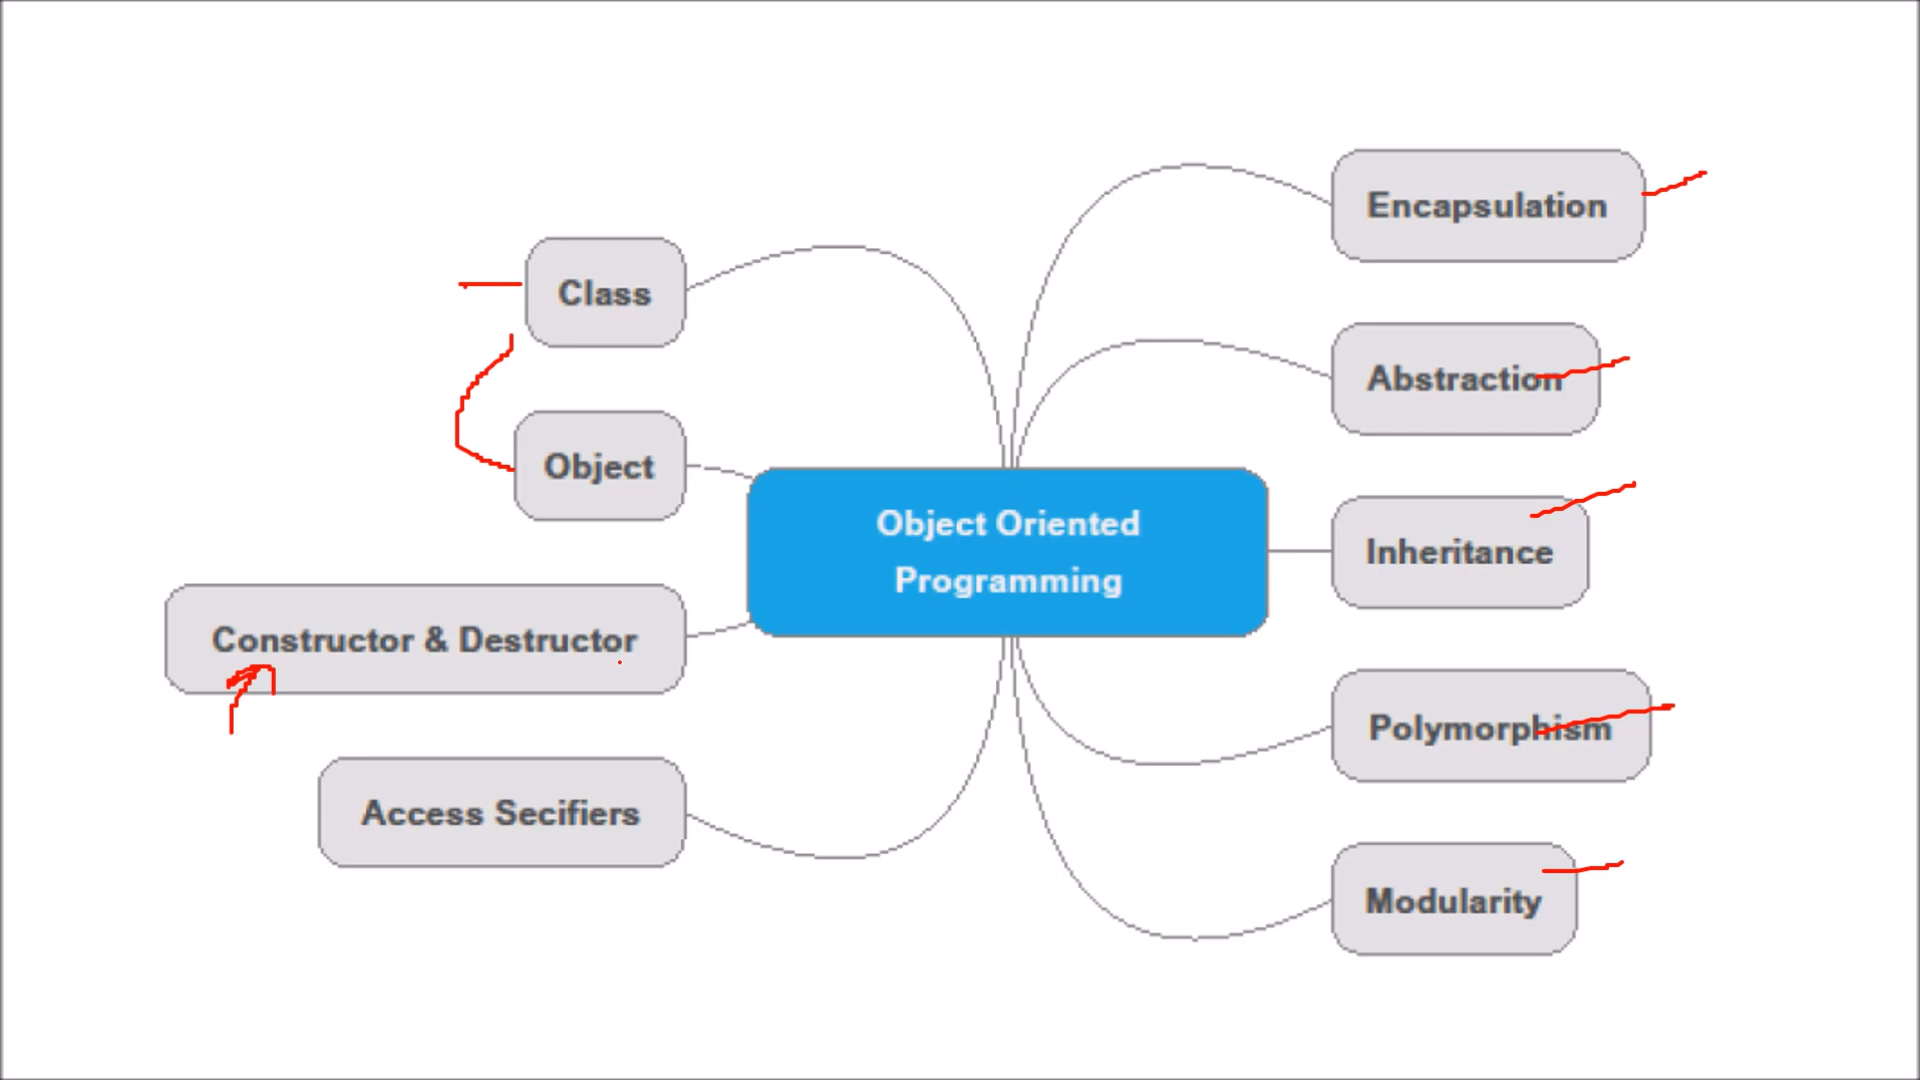 Class
Object
Constructor & Destructor
Access Secifiers
Object Oriented
Programming
Encapsulation
Abstraction
Inheritance
Polymorphism
Modularity